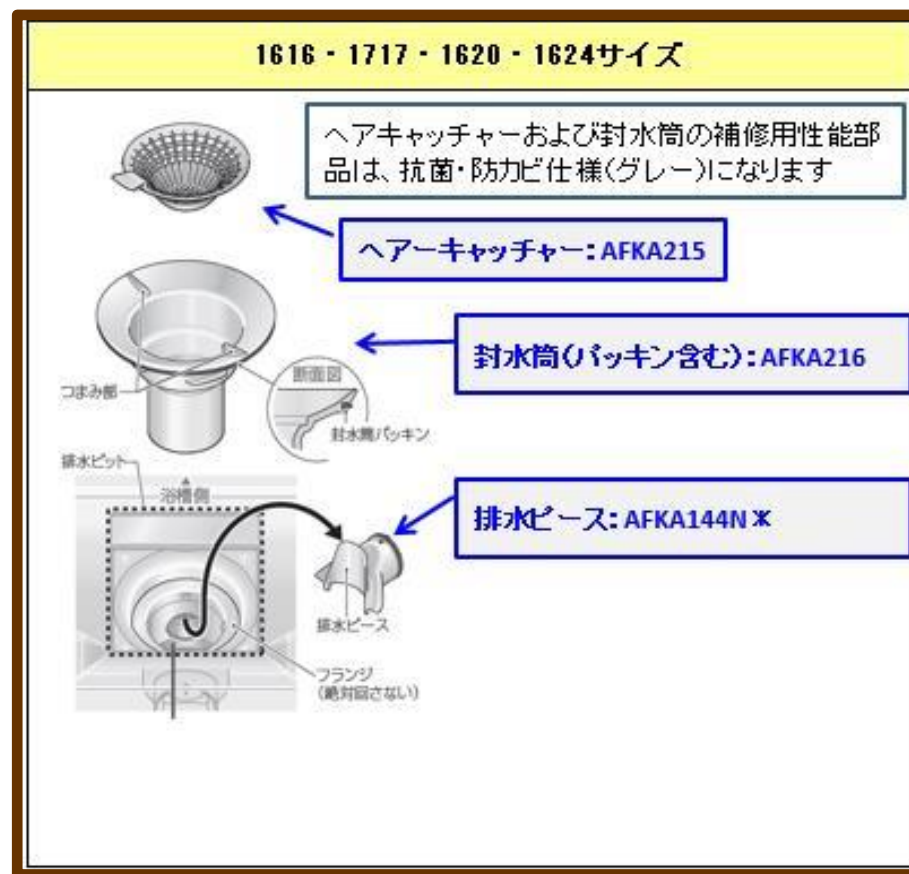 1616・1717・1620・1624サイズ
ヘアキャッチャーおよび封水筒の補修用性能部
品は、抗菌・防カビ仕様(グレー)になります
ヘアーキャッチャー：AFKA215
封水筒(パッキン含む)：AFKA216
断面図
つまみ部
封水筒パッキン
排水ピット
浴槽側
排水ピース：AFKA144N※
排水ピース
フランジ
(絶対回さない)